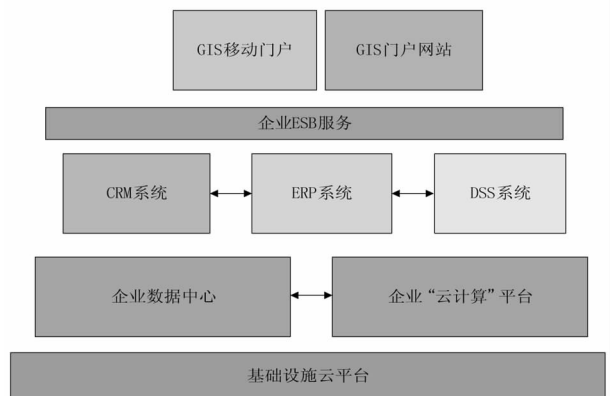 GIS移动门户
GIS门户网站
企业ESB服务
CRM系统
ERP系统
DSS系统
企业数据中心
企业“云计算”平台
基础设施云平台